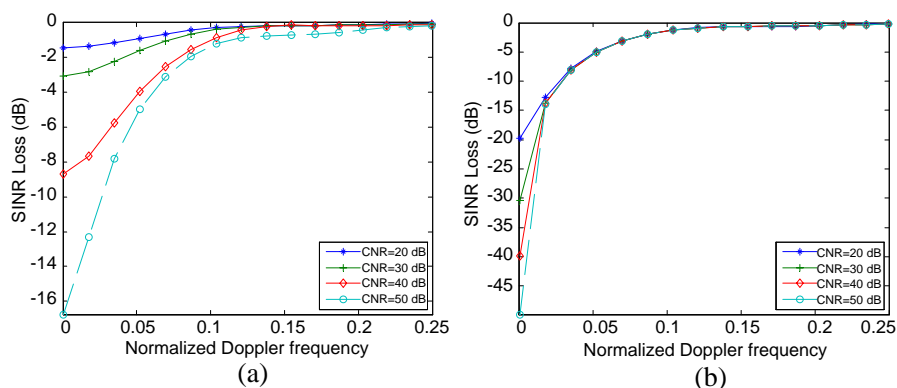 0
-2
-4
-6
-8
-10
-12
-14
-16
SINR Loss (dB)
0 0.05 0.1 0.15 0.2 0.25
Normalized Doppler frequency
CNR=20 dB
CNR=30 dB
CNR=40 dB
CNR=50 dB
(a)
0
-5
-10
-15
-20
-25
-30
-35
-40
-45
SINR Loss (dB)
0 0.05 0.1 0.15 0.2 0.25
Normalized Doppler frequency
CNR=20 dB
CNR=30 dB
CNR=40 dB
CNR=50 dB
(b)